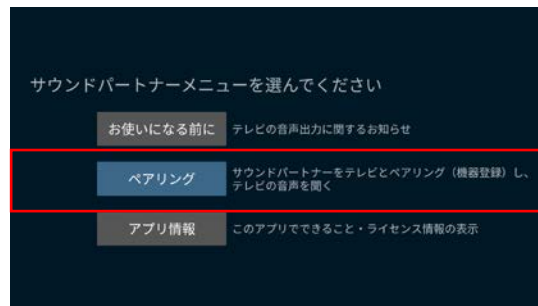 サウンドパートナーメニューを選んでください
お使いになる前に テレビの音声出力に関するお知らせ
ペアリング サウンドパートナーをテレビとペアリング（機器登録）し、
テレビの音声を聞く
アプリ情報 このアプリでできること・ライセンス情報の表示